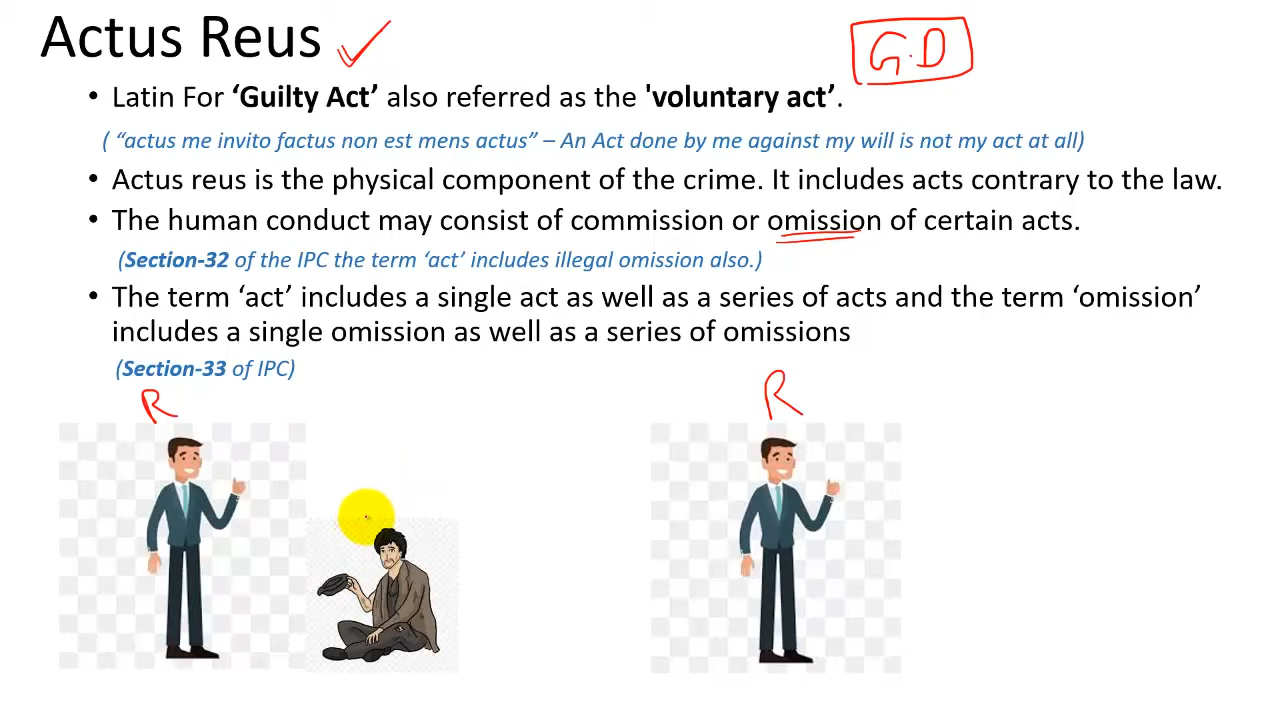 Actus Reus
G.D
• Latin For ‘Guilty Act’ also referred as the 'voluntary act’.
( “actus me invito factus non est mens actus” – An Act done by me against my will is not my act at all)
• Actus reus is the physical component of the crime. It includes acts contrary to the law.
• The human conduct may consist of commission or omission of certain acts.
(Section-32 of the IPC the term ‘act’ includes illegal omission also.)
• The term ‘act’ includes a single act as well as a series of acts and the term ‘omission’
includes a single omission as well as a series of omissions
(Section-33 of IPC)
R
R